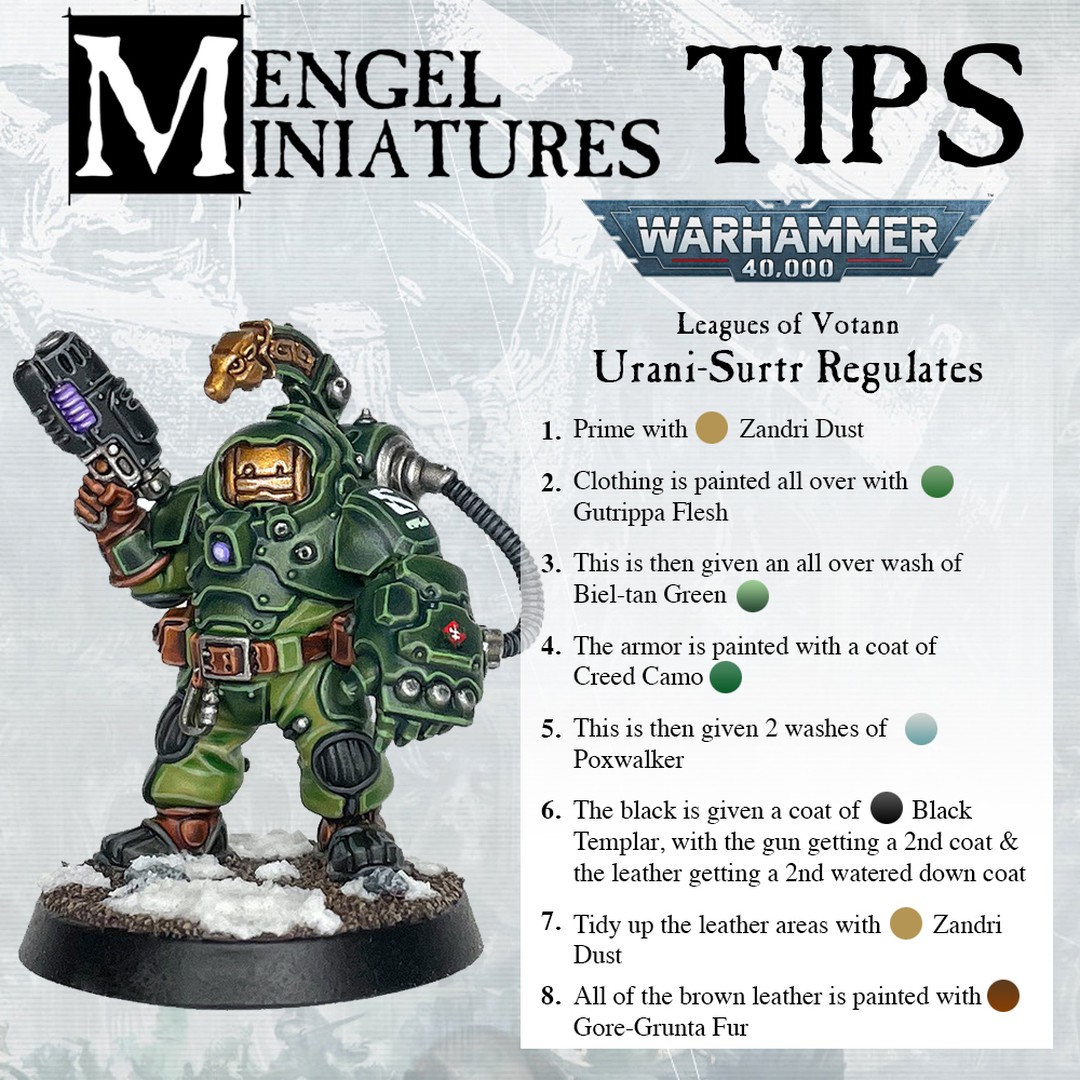 MENGEL
MINIATURES
TIPS
WARHAMMER
40,000
™
Leagues of Votann
Urani-Surtr Regulates
1. Prime with Zandri Dust
2. Clothing is painted all over with
Gutrippa Flesh
3. This is then given an all over wash of
Biel-tan Green
4. The armor is painted with a coat of
Creed Camo
5. This is then given 2 washes of
Poxwalker
6. The black is given a coat of Black
Templar, with the gun getting a 2nd coat &
the leather getting a 2nd watered down coat
7. Tidy up the leather areas with Zandri
Dust
8. All of the brown leather is painted with
Gore-Grunta Fur